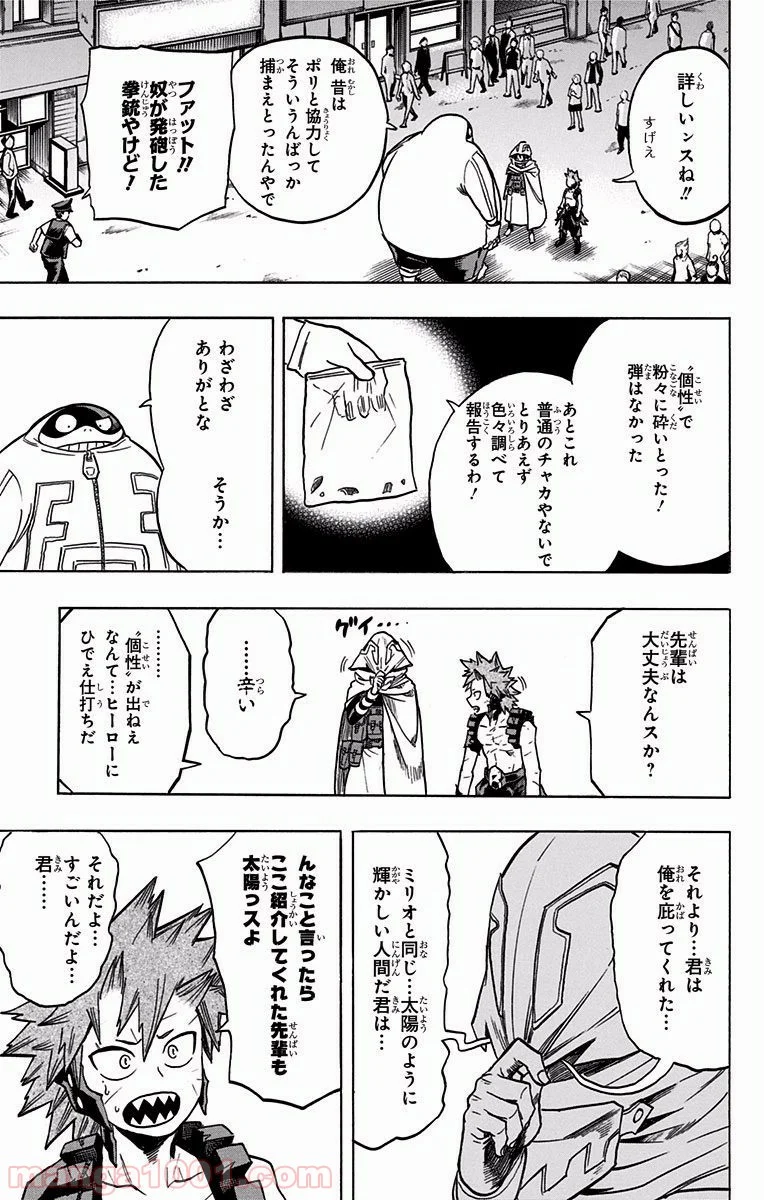 詳しいンスね!!
すげえ
俺昔は
ポリと協力して
そういうんばっか
捕まえとったんやで
ファット!!
奴が発砲した
拳銃やけど!
〝個性〟で
粉々に砕いとった!
弾はなかった
あとこれ
普通のチャカやないで
とりあえず
色々調べて
報告するわ!
わざわざ
ありがとな
そうか…
先輩は
大丈夫なんスか?
グイ…
……辛い
………
〝個性〟が出ねえ
なんて…ヒーローに
ひでえ仕打ちだ
それより…君は
俺を庇ってくれた…
ミリオと同じ…太陽のように
輝かしい人間だ君は…
んなこと言ったら
ここ紹介してくれた先輩も
太陽っスよ
それだよ…
すごいんだよ…
君……
manga1001.com